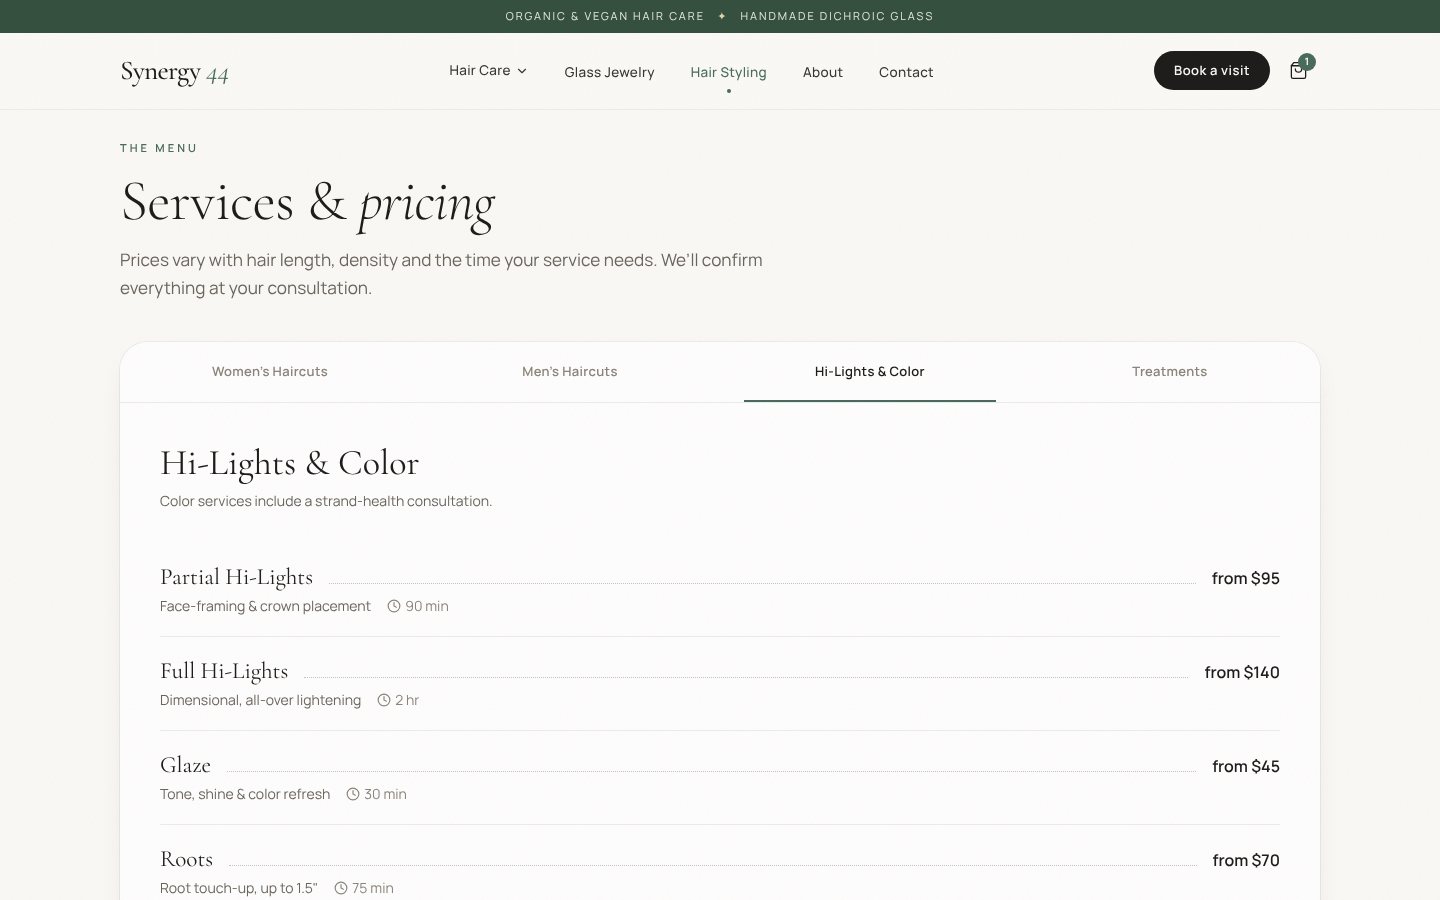 ORGANIC & VEGAN HAIR CARE ✦ HANDMADE DICHROIC GLASS
Synergy 44
Hair Care
Glass Jewelry
Hair Styling
About
Contact
Book a visit
1
THE MENU
Services & pricing
Prices vary with hair length, density and the time your service needs. We'll confirm
everything at your consultation.
Women's Haircuts
Men's Haircuts
Hi-Lights & Color
Treatments
Hi-Lights & Color
Color services include a strand-health consultation.
Partial Hi-Lights from $95
Face-framing & crown placement 90 min
Full Hi-Lights from $140
Dimensional, all-over lightening 2 hr
Glaze from $45
Tone, shine & color refresh 30 min
Roots from $70
Root touch-up, up to 1.5" 75 min